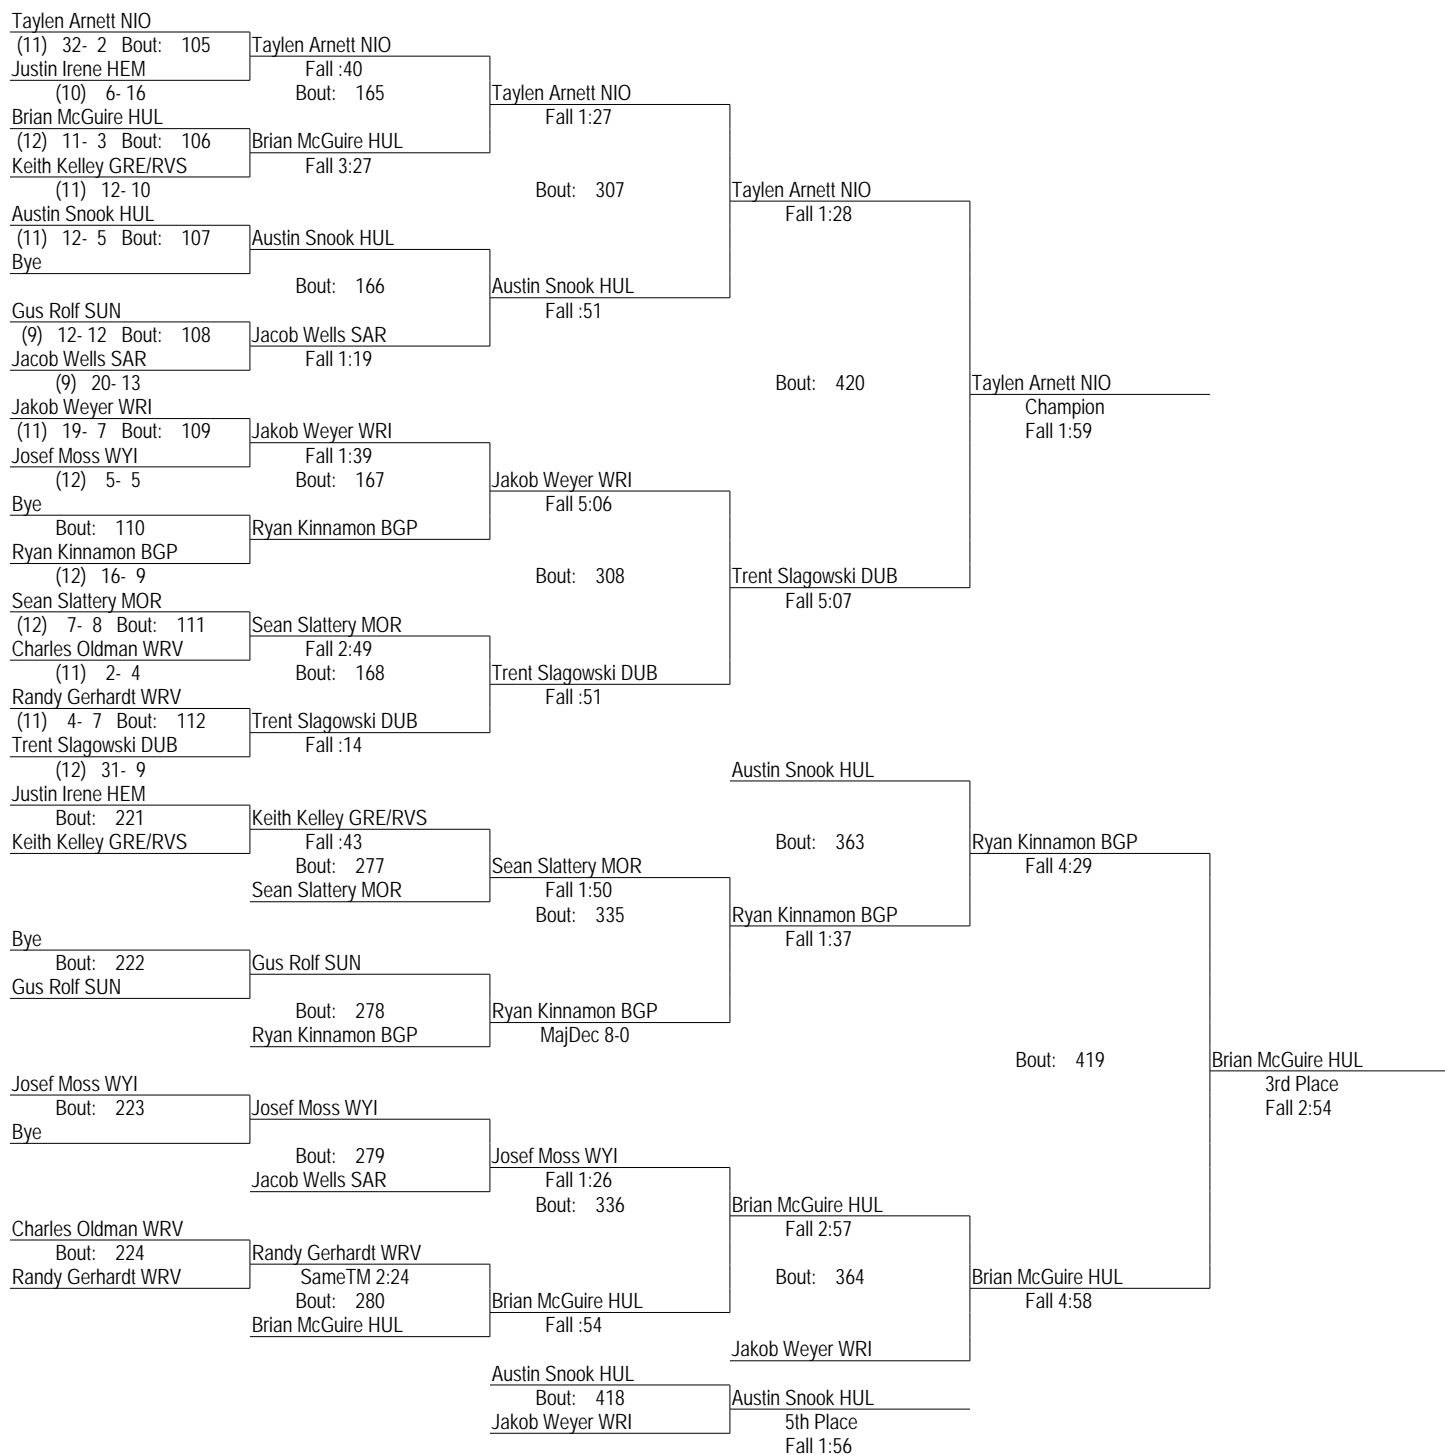 Taylen Arnett NIO
(11) 32- 2 Bout: 105
Taylen Arnett NIO
Justin Irene HEM
Fall :40
(10) 6- 16
Bout: 165
Taylen Arnett NIO
Brian McGuire HUL
Fall 1:27
(12) 11- 3 Bout: 106
Brian McGuire HUL
Keith Kelley GRE/RVS
Fall 3:27
(11) 12- 10
Bout: 307
Taylen Arnett NIO
Austin Snook HUL
Fall 1:28
(11) 12- 5 Bout: 107
Austin Snook HUL
Bye
Bout: 166
Austin Snook HUL
Gus Rolf SUN
Fall :51
(9) 12- 12 Bout: 108
Jacob Wells SAR
Jacob Wells SAR
Fall 1:19
(9) 20- 13
Bout: 420
Taylen Arnett NIO
Jakob Weyer WRI
Champion
(11) 19- 7 Bout: 109
Jakob Weyer WRI
Fall 1:59
Josef Moss WYI
Fall 1:39
(12) 5- 5
Bout: 167
Jakob Weyer WRI
Bye
Fall 5:06
Bout: 110
Ryan Kinnamon BGP
Ryan Kinnamon BGP
(12) 16- 9
Bout: 308
Trent Slagowski DUB
Sean Slattery MOR
Fall 5:07
(12) 7- 8 Bout: 111
Sean Slattery MOR
Charles Oldman WRV
Fall 2:49
(11) 2- 4
Bout: 168
Trent Slagowski DUB
Randy Gerhardt WRV
Fall :51
(11) 4- 7 Bout: 112
Trent Slagowski DUB
Trent Slagowski DUB
Fall :14
(12) 31- 9
Austin Snook HUL
Justin Irene HEM
Bout: 221
Keith Kelley GRE/RVS
Keith Kelley GRE/RVS
Fall :43
Bout: 363
Ryan Kinnamon BGP
Bout: 277
Sean Slattery MOR
Fall 4:29
Sean Slattery MOR
Fall 1:50
Bout: 335
Ryan Kinnamon BGP
Bye
Fall 1:37
Bout: 222
Gus Rolf SUN
Gus Rolf SUN
Bout: 278
Ryan Kinnamon BGP
Ryan Kinnamon BGP
MajDec 8-0
Bout: 419
Brian McGuire HUL
Josef Moss WYI
3rd Place
Bout: 223
Josef Moss WYI
Fall 2:54
Bye
Bout: 279
Josef Moss WYI
Jacob Wells SAR
Fall 1:26
Bout: 336
Brian McGuire HUL
Charles Oldman WRV
Fall 2:57
Bout: 224
Randy Gerhardt WRV
Randy Gerhardt WRV
SameTM 2:24
Bout: 364
Brian McGuire HUL
Bout: 280
Brian McGuire HUL
Fall 4:58
Brian McGuire HUL
Fall :54
Jakob Weyer WRI
Austin Snook HUL
Bout: 418
Austin Snook HUL
Jakob Weyer WRI
5th Place
Fall 1:56